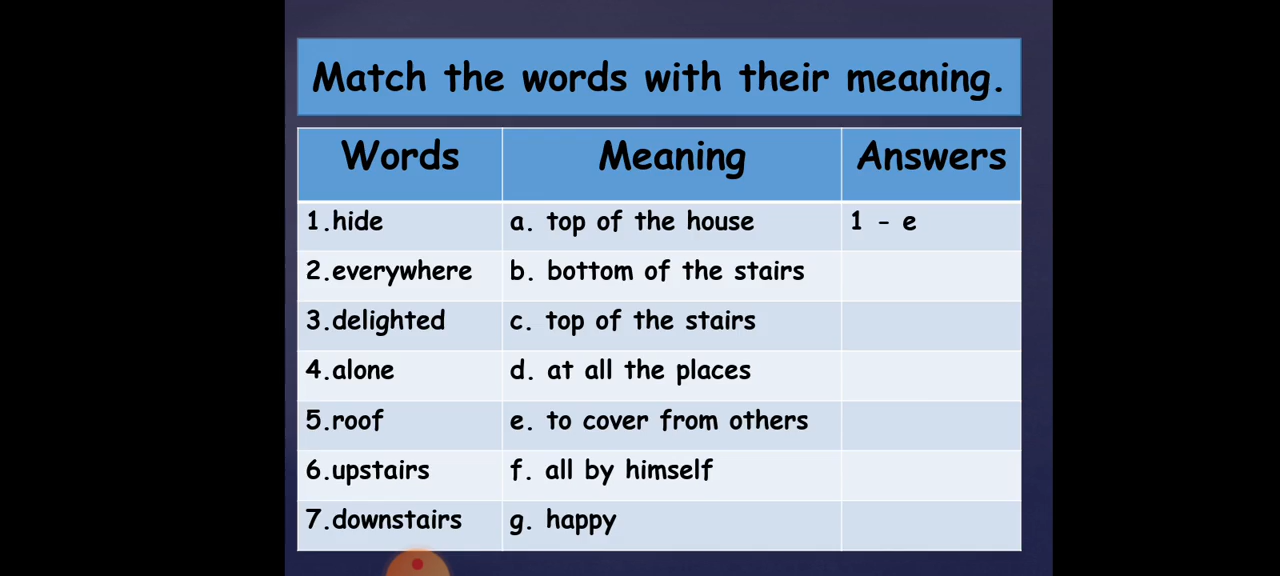 Match the words with their meaning.
Words Meaning Answers
1.hide a. top of the house 1 - e
2.everywhere b. bottom of the stairs
3.delighted c. top of the stairs
4.alone d. at all the places
5.roof e. to cover from others
6.upstairs f. all by himself
7.downstairs g. happy